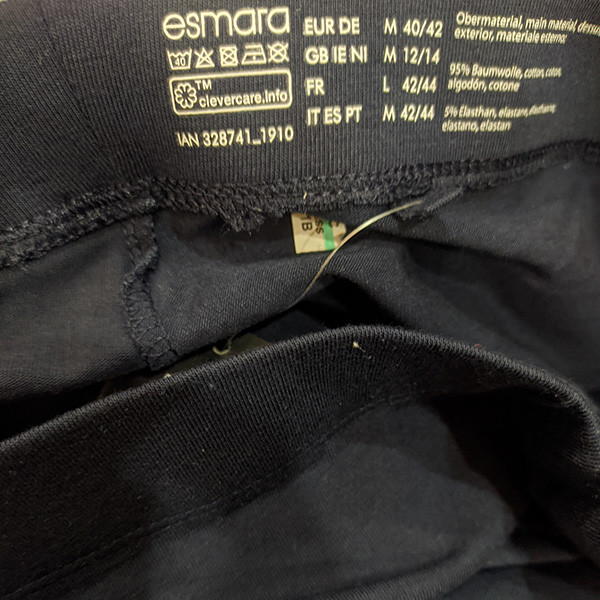 esmara
40
TM
clevercare.info
IAN 328741_1910
EUR DE M 40/42
GB IE NI M 12/14
FR L 42/44
IT ES PT M 42/44
Obermaterial, main material,
exterior, materiale esterno:
95% Baumwolle, cotton, coton,
algodón, cotone
5% Elasthan, elastane,
elastano, elastan